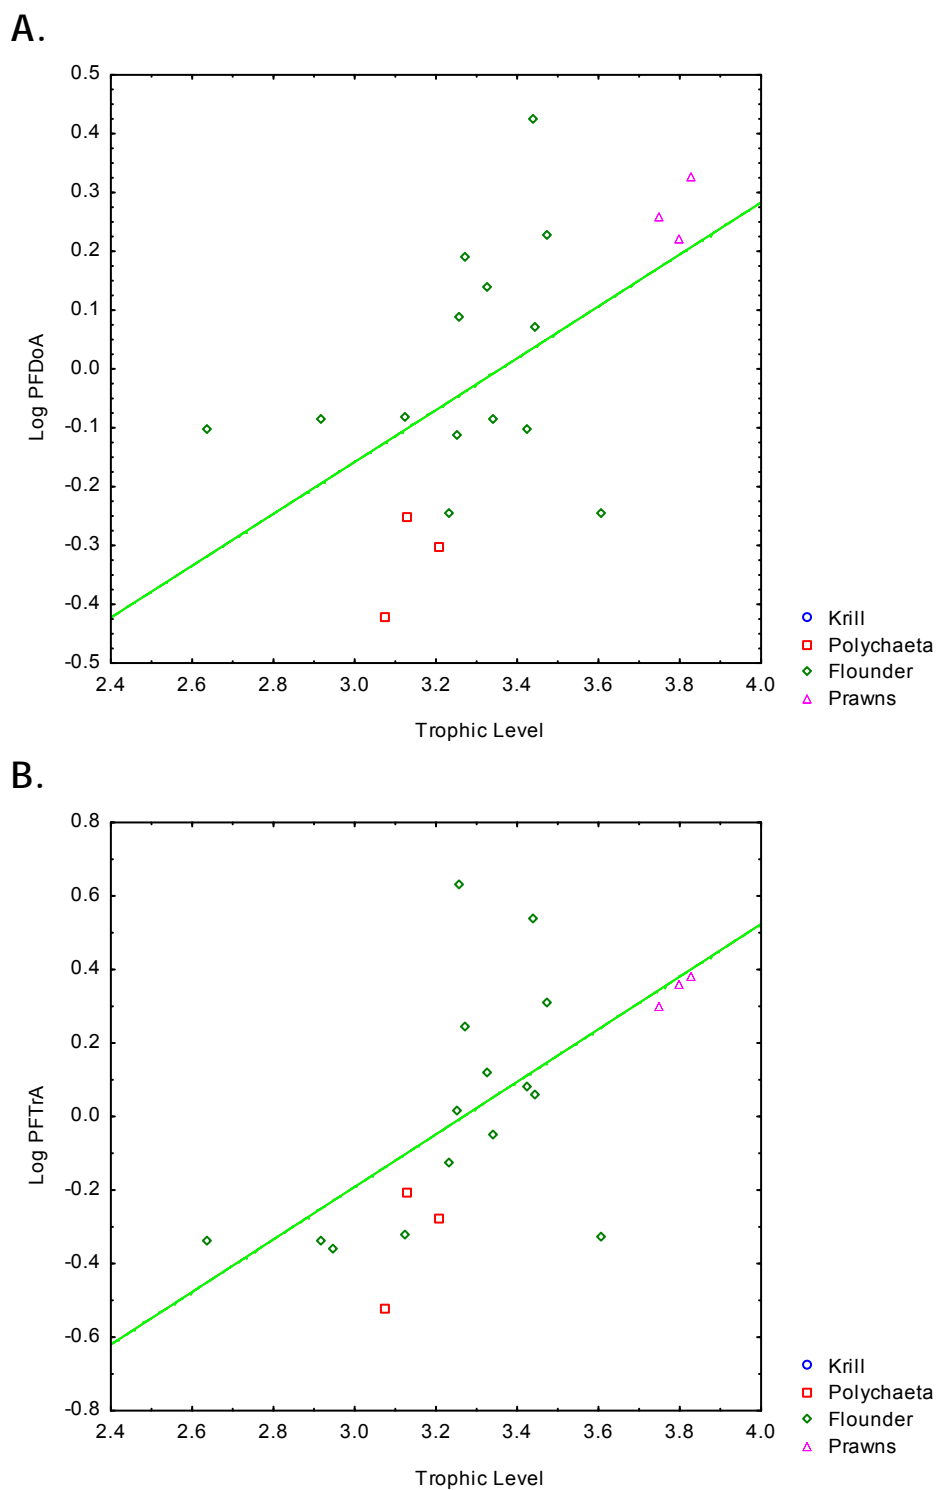 A.
0.5
0.4
0.3
0.2
0.1
0.0
-0.1
-0.2
-0.3
-0.4
-0.5
Log PFDoA
2.4 2.6 2.8 3.0 3.2 3.4 3.6 3.8 4.0
Trophic Level
Krill
Polychaeta
Flounder
Prawns
B.
0.8
0.6
0.4
0.2
0.0
-0.2
-0.4
-0.6
-0.8
Log PFTrA
2.4 2.6 2.8 3.0 3.2 3.4 3.6 3.8 4.0
Trophic Level
Krill
Polychaeta
Flounder
Prawns